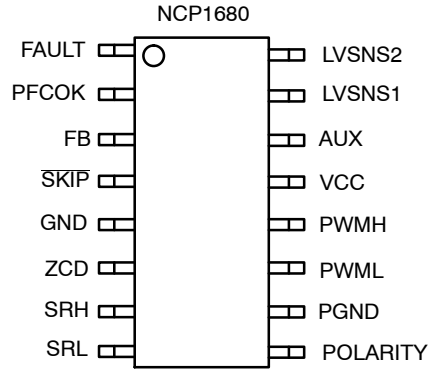 NCP1680
FAULT LVSNS2
PFCOK LVSNS1
FB AUX
SKIP VCC
GND PWMH
ZCD PWML
SRH PGND
SRL POLARITY